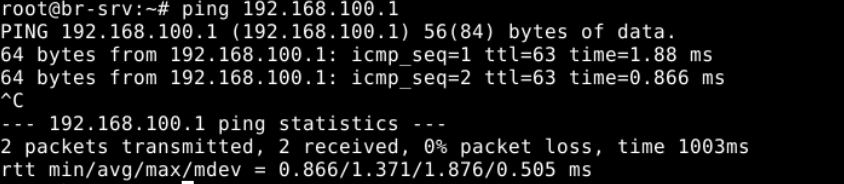 root@br-srv:~# ping 192.168.100.1
PING 192.168.100.1 (192.168.100.1) 56(84) bytes of data.
64 bytes from 192.168.100.1: icmp_seq=1 ttl=63 time=1.88 ms
64 bytes from 192.168.100.1: icmp_seq=2 ttl=63 time=0.866 ms
^C
--- 192.168.100.1 ping statistics ---
2 packets transmitted, 2 received, 0% packet loss, time 1003ms
rtt min/avg/max/mdev = 0.866/1.371/1.876/0.505 ms